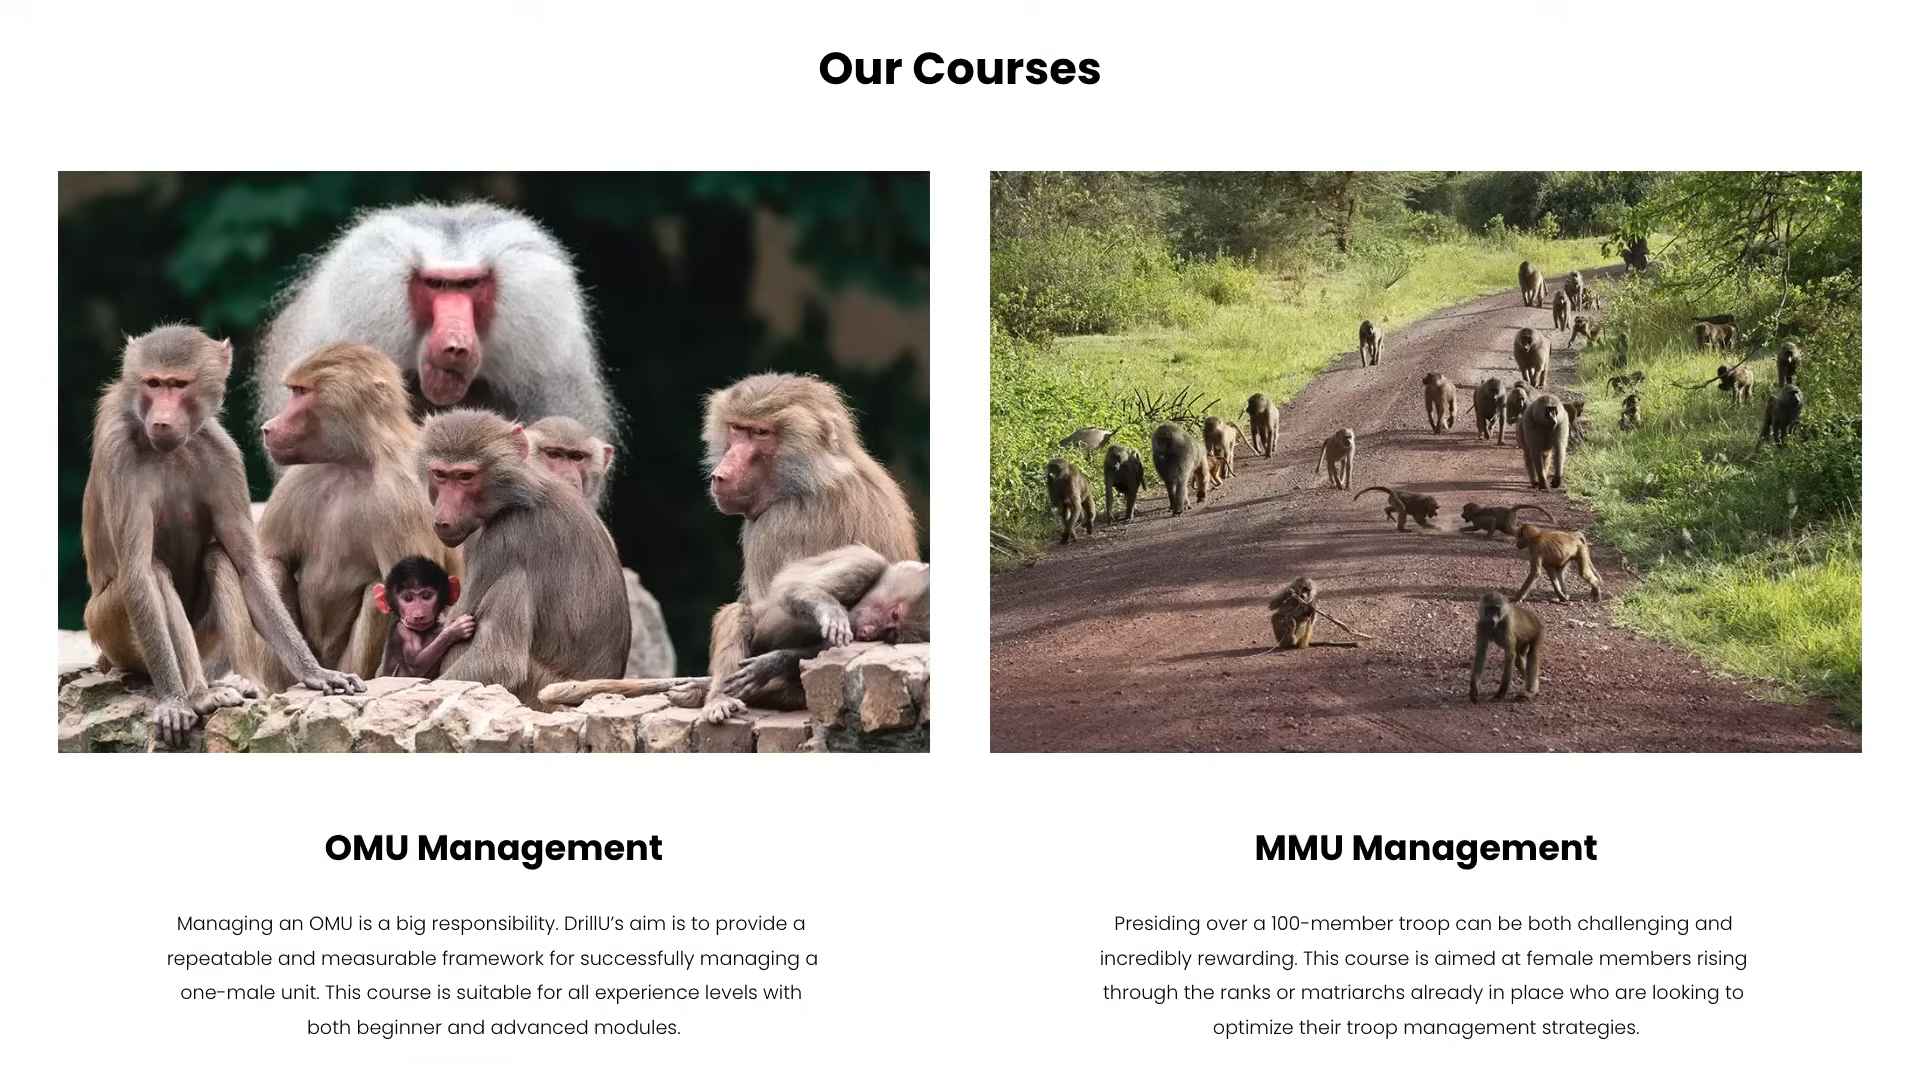 Our Courses
OMU Management
Managing an OMU is a big responsibility. DrillU’s aim is to provide a
repeatable and measurable framework for successfully managing a
one-male unit. This course is suitable for all experience levels with
both beginner and advanced modules.
MMU Management
Presiding over a 100-member troop can be both challenging and
incredibly rewarding. This course is aimed at female members rising
through the ranks or matriarchs already in place who are looking to
optimize their troop management strategies.